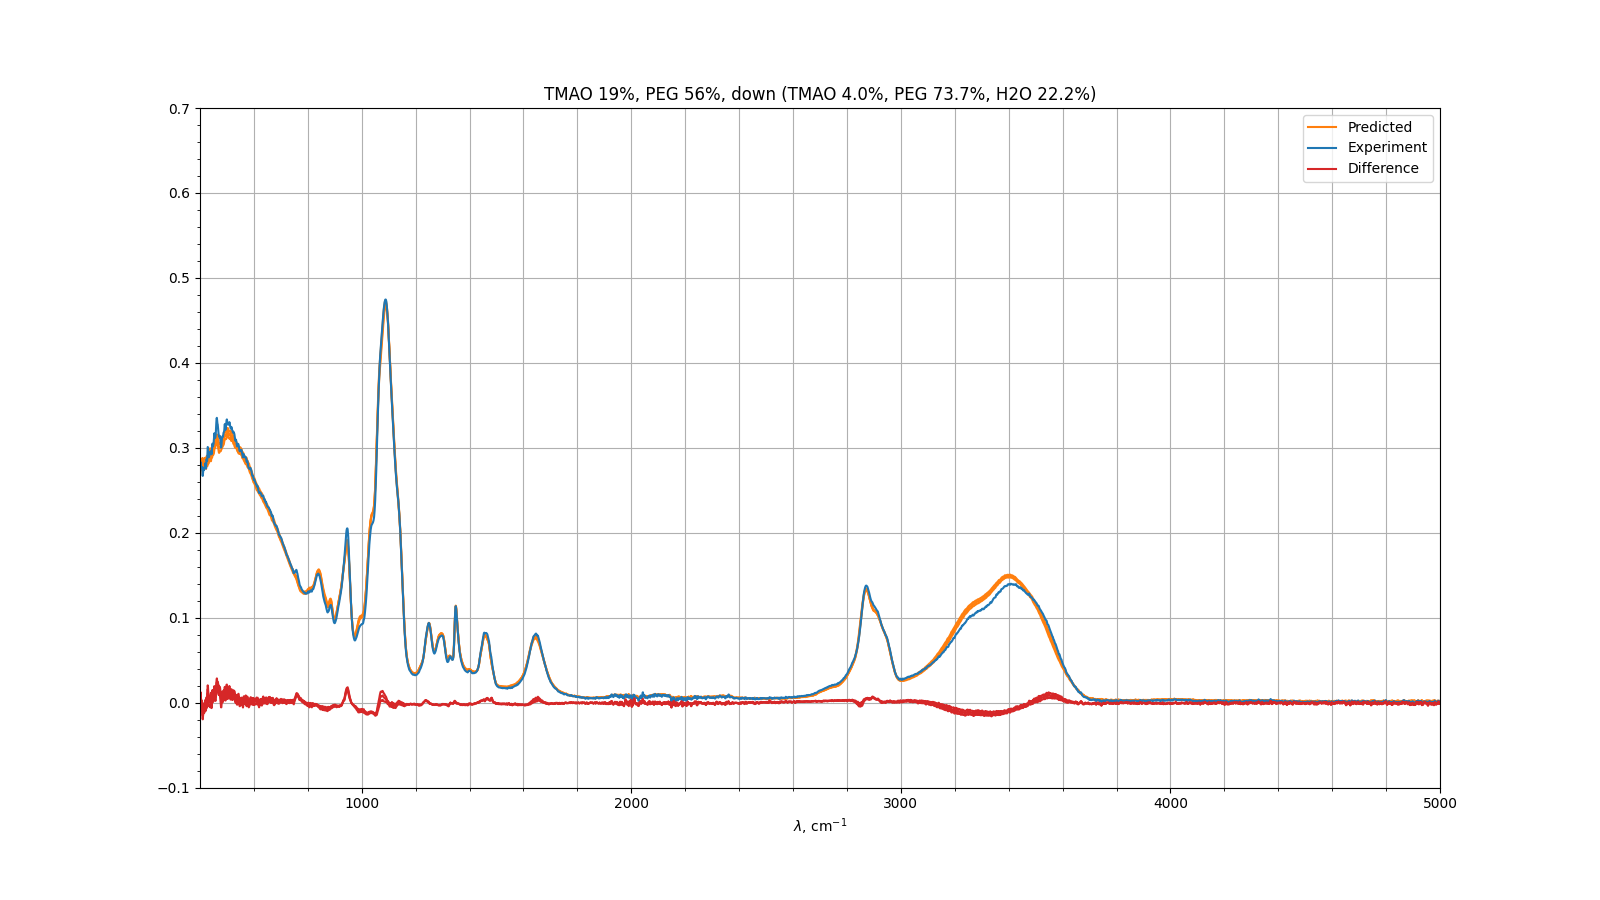 TMAO 19%, PEG 56%, down (TMAO 4.0%, PEG 73.7%, H2O 22.2%)
Predicted
Experiment
Difference
0.7
0.6
0.5
0.4
0.3
0.2
0.1
0.0
−0.1
1000 2000 3000 4000 5000
λ, cm⁻¹